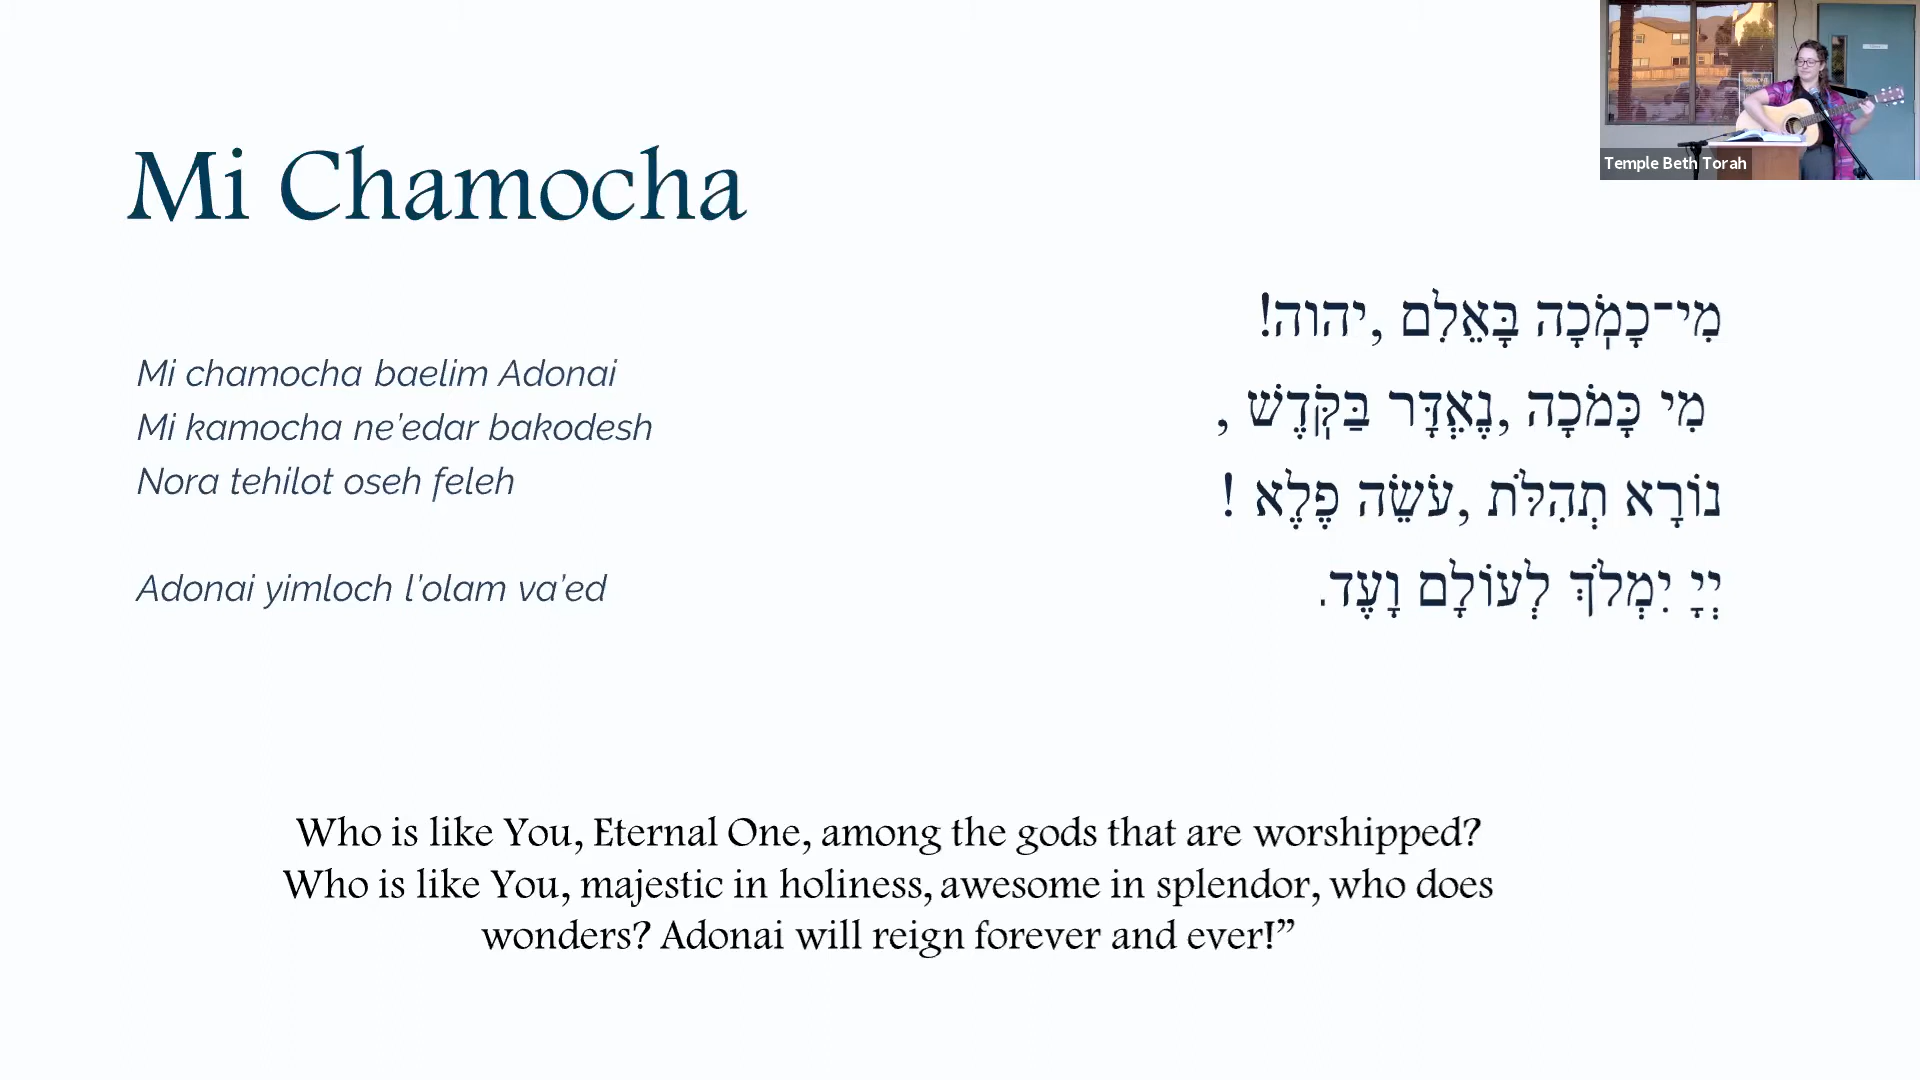 Temple Beth Torah
Mi Chamocha
Mi chamocha baelim Adonai
Mi kamocha ne’edar bakodesh
Nora tehilot oseh feleh
Adonai yimloch l’olam va’ed
מִי־כָמְֹכָה בָּאֵלִם ,יהוה!
מִי כָּמֹכָה ,נֶאְֶדָּר בַּקְֹּדֶשׁ ,
נוֹרָא תְהִלֹּת ,עֹשֵׂה פֶלֶא !
יְיָ יִמְלֹךְ לְעוֹלָם וָעֶד.
Who is like You, Eternal One, among the gods that are worshipped?
Who is like You, majestic in holiness, awesome in splendor, who does
wonders? Adonai will reign forever and ever!”